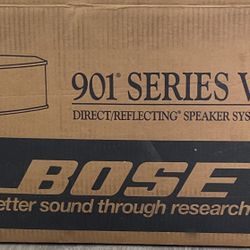 901® SERIES V
DIRECT/REFLECTING® SPEAKER SYS
BOSE
etter sound through research